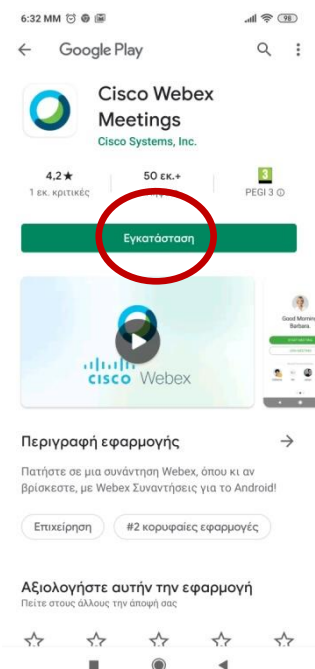 6:32 ΜΜ
98
Google Play
Cisco Webex
Meetings
Cisco Systems, Inc.
4,2★
50 εκ.+
3
1 εκ. κριτικές
PEGI 3
Εγκατάσταση
Good Morning
Barbara.
CISCO Webex
Περιγραφή εφαρμογής
Πατήστε σε μια συνάντηση Webex, όπου κι αν
βρίσκεστε, με Webex Συναντήσεις για το Android!
Επιχείρηση
#2 κορυφαίες εφαρμογές
Αξιολογήστε αυτήν την εφαρμογή
Πείτε στους άλλους την άποψή σας